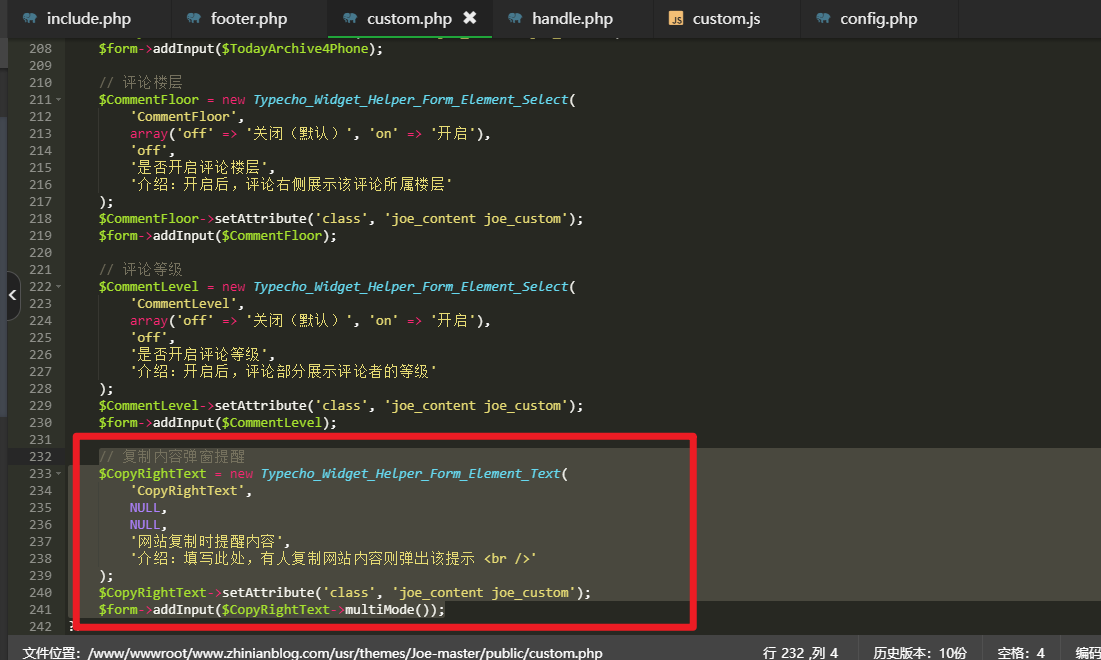 include.php footer.php custom.php ✖ handle.php custom.js config.php
208 $form->addInput($TodayArchive4Phone);
209
210 // 评论楼层
211 $CommentFloor = new Typecho_Widget_Helper_Form_Element_Select(
212 'CommentFloor',
213 array('off' => '关闭（默认）', 'on' => '开启'),
214 'off',
215 '是否开启评论楼层',
216 '介绍：开启后，评论右侧展示该评论所属楼层'
217 );
218 $CommentFloor->setAttribute('class', 'joe_content joe_custom');
219 $form->addInput($CommentFloor);
220
221 // 评论等级
222 $CommentLevel = new Typecho_Widget_Helper_Form_Element_Select(
223 'CommentLevel',
224 array('off' => '关闭（默认）', 'on' => '开启'),
225 'off',
226 '是否开启评论等级',
227 '介绍：开启后，评论部分展示评论者的等级'
228 );
229 $CommentLevel->setAttribute('class', 'joe_content joe_custom');
230 $form->addInput($CommentLevel);
231
232 // 复制内容弹窗提醒
233 $CopyRightText = new Typecho_Widget_Helper_Form_Element_Text(
234 'CopyRightText',
235 NULL,
236 NULL,
237 '网站复制时提醒内容',
238 '介绍：填写此处，有人复制网站内容则弹出该提示 <br />'
239 );
240 $CopyRightText->setAttribute('class', 'joe_content joe_custom');
241 $form->addInput($CopyRightText->multiMode());
242
文件位置： /www/wwwroot/www.zhinianblog.com/usr/themes/Joe-master/public/custom.php 行 232 ,列 4 历史版本： 10份 空格： 4 编码